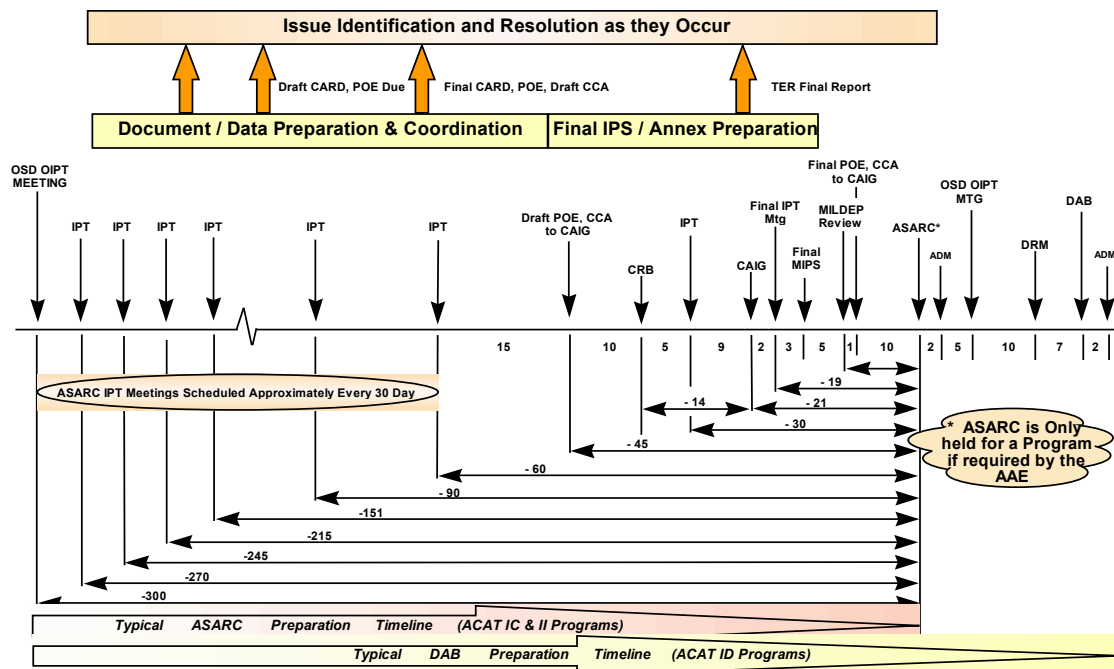 Issue Identification and Resolution as they Occur
Draft CARD, POE Due
Final CARD, POE, Draft CCA
TER Final Report
Document / Data Preparation & Coordination
Final IPS / Annex Preparation
OSD OIPT
MEETING
IPT
IPT
IPT
IPT
IPT
IPT
Draft POE, CCA
to CAIG
CRB
IPT
CAIG
Final IPT
Mtg
Final
MIPS
MILDEP
Review
Final POE, CCA
to CAIG
ASARC*
ADM
OSD OIPT
MTG
DRM
DAB
ADM
15
10
5
9
2
3
5
1
10
2
5
10
7
2
ASARC IPT Meetings Scheduled Approximately Every 30 Day
- 19
- 14
- 21
- 30
- 45
- 60
- 90
-151
-215
-245
-270
-300
* ASARC is Only
held for a Program
if required by the
AAE
Typical ASARC Preparation Timeline (ACAT IC & II Programs)
Typical DAB Preparation Timeline (ACAT ID Programs)